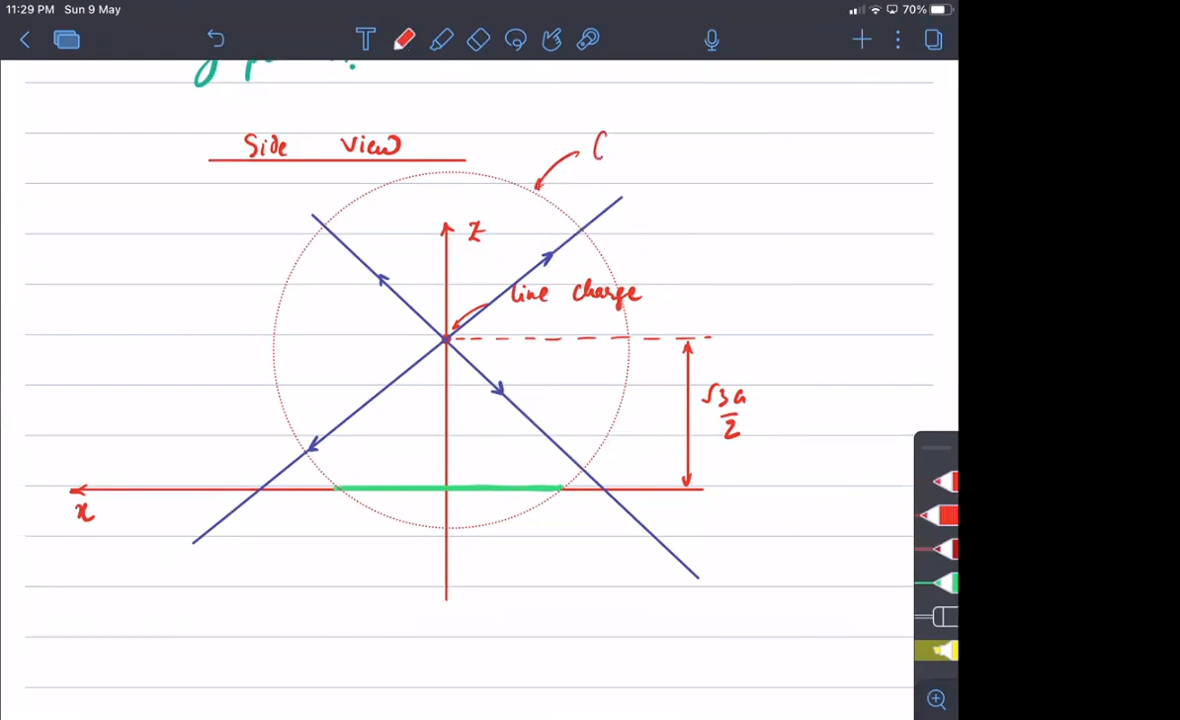 11:29 PM Sun 9 May
70%
T
Side view
C
z
line charge
√3a
2
x